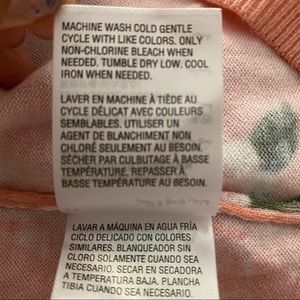 MACHINE WASH COLD GENTLE
CYCLE WITH LIKE COLORS. ONLY
NON-CHLORINE BLEACH WHEN
NEEDED. TUMBLE DRY LOW. COOL
IRON WHEN NEEDED.
LAVER EN MACHINE À TIÈDE AU
CYCLE DÉLICAT AVEC COULEURS
SEMBLABLES. UTILISER UN
AGENT DE BLANCHIMENT NON
CHLORÉ SEULEMENT AU BESOIN.
SÉCHER PAR CULBUTAGE À BASSE
TEMPÉRATURE, REPASSER À
BASSE TEMPÉRATURE AU BESOIN.
LAVAR A MÁQUINA EN AGUA FRÍA
CICLO DELICADO CON COLORES
SIMILARES. BLANQUEADOR SIN
CLORO SOLAMENTE CUANDO SEA
NECESARIO. SECAR EN SECADORA
A TEMPERATURA BAJA. PLANCHA
TIBIA CUANDO SEA NECESARIO.